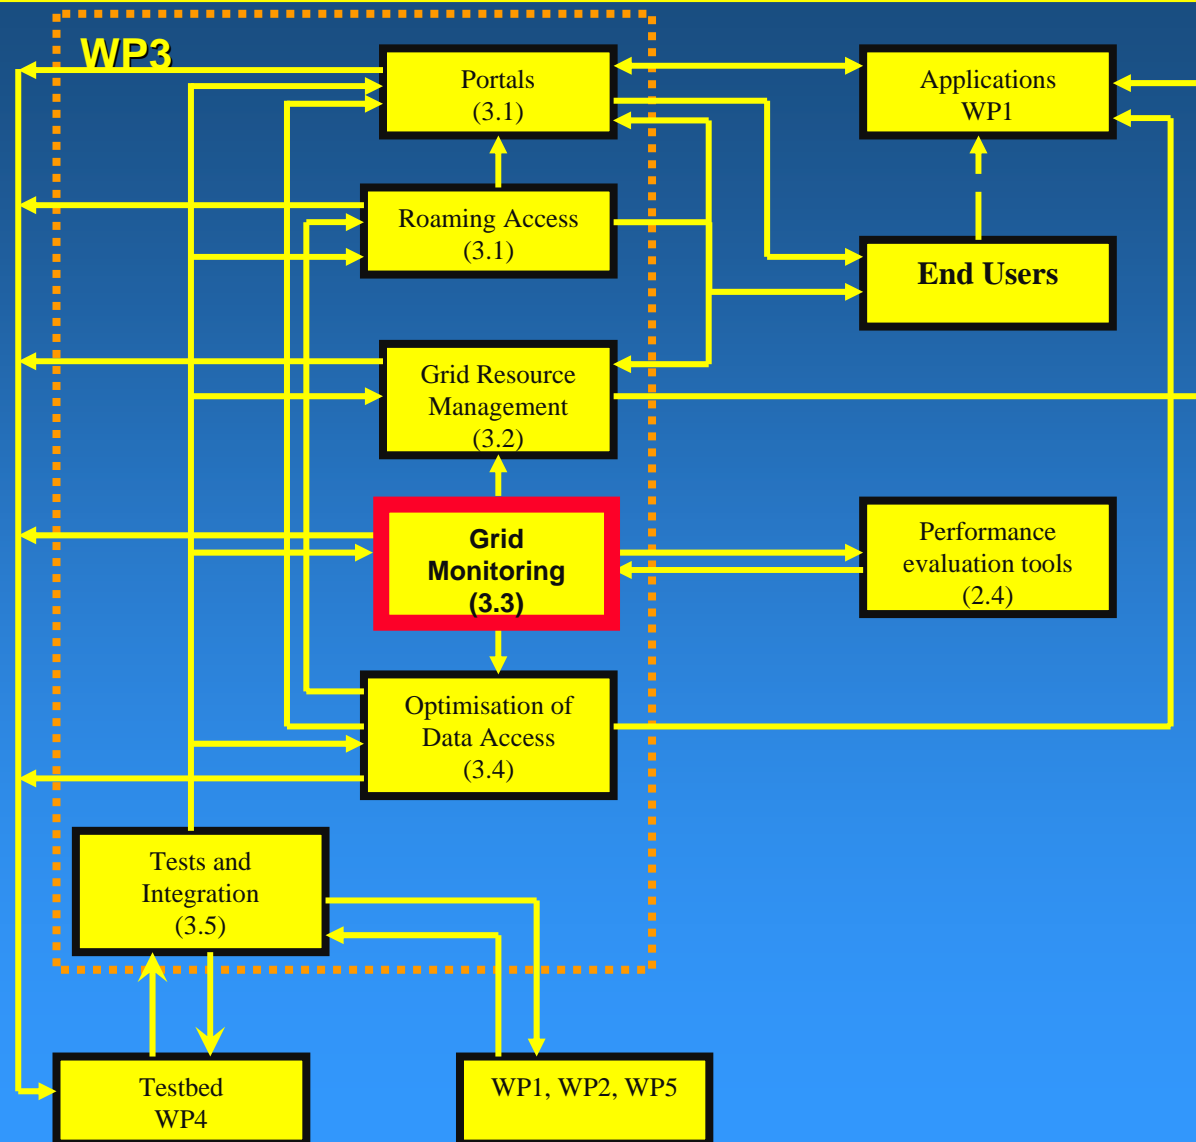 WP3
Portals
(3.1)
Applications
WP1
Roaming Access
(3.1)
End Users
Grid Resource
Management
(3.2)
Grid
Monitoring
(3.3)
Performance
evaluation tools
(2.4)
Optimisation of
Data Access
(3.4)
Tests and
Integration
(3.5)
Testbed
WP4
WP1, WP2, WP5